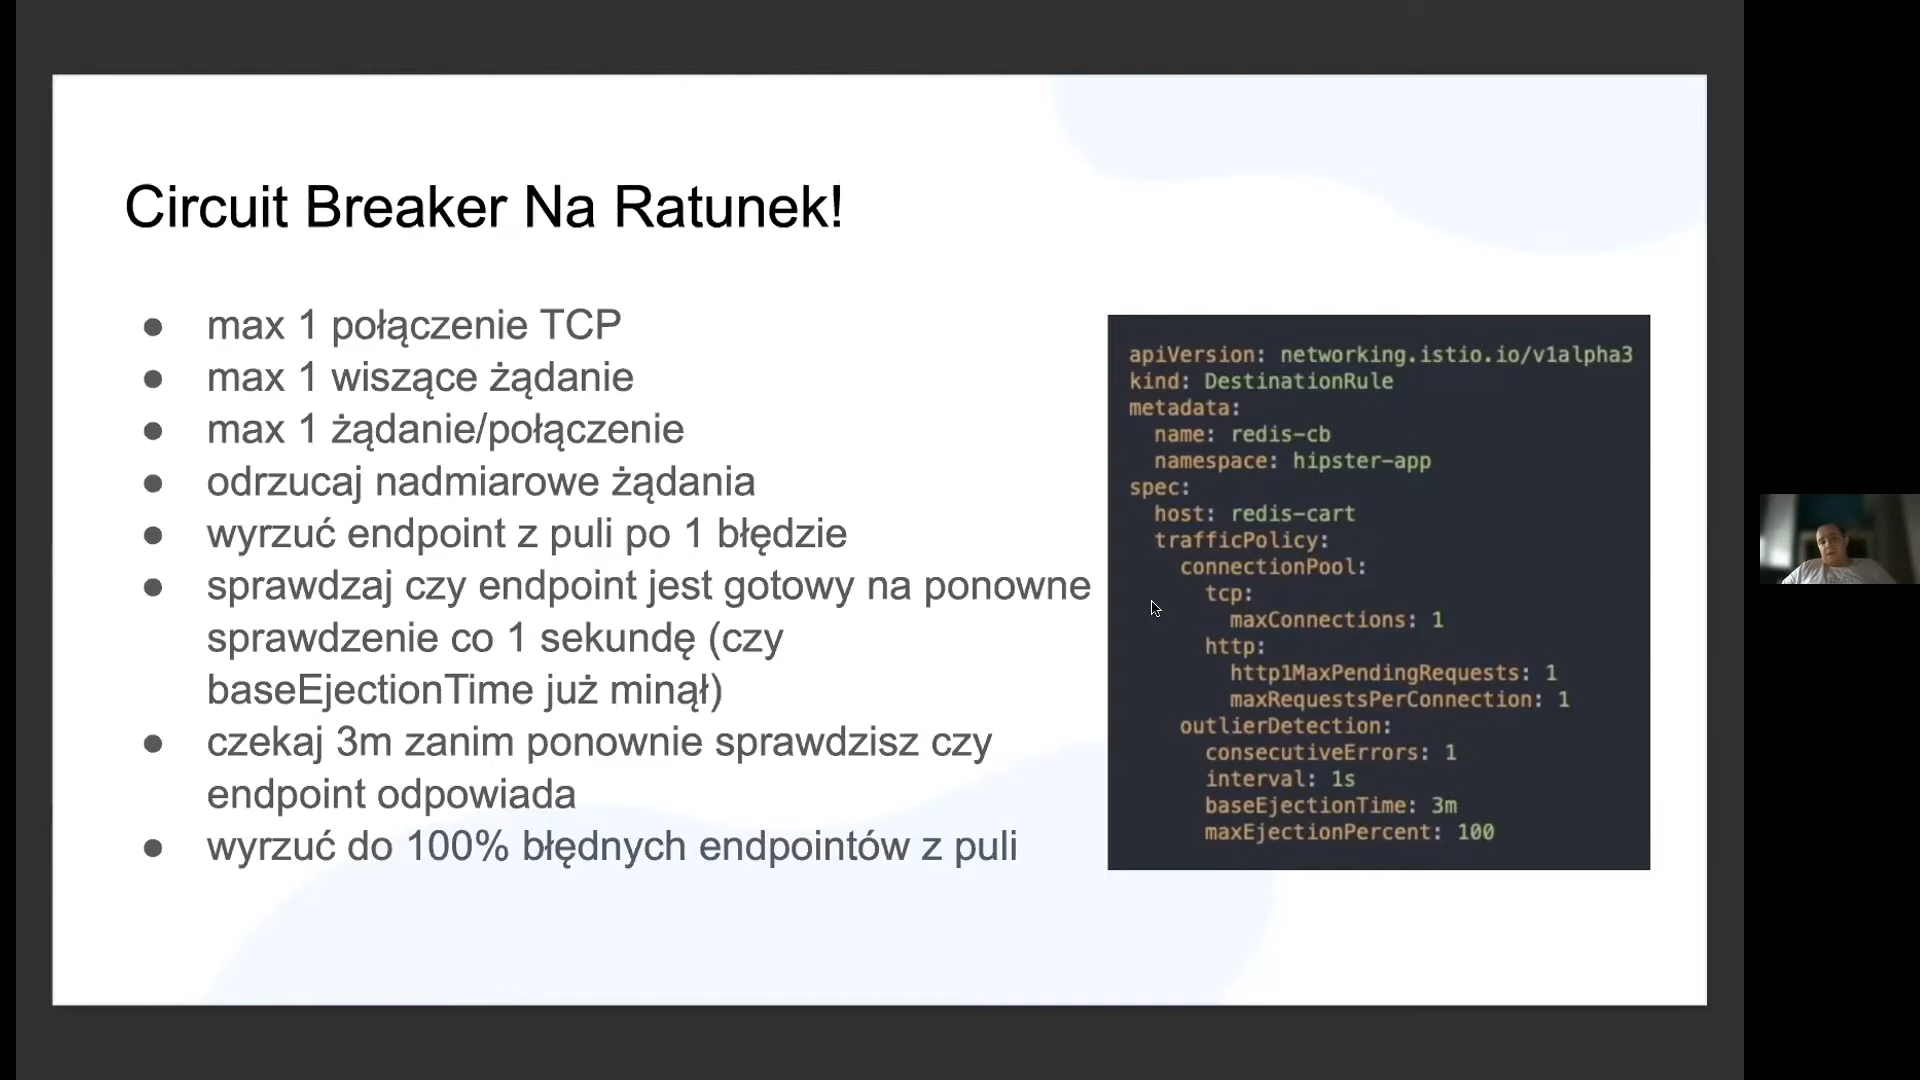 Circuit Breaker Na Ratunek!
● max 1 połączenie TCP
● max 1 wiszące żądanie
● max 1 żądanie/połączenie
● odrzucaj nadmiarowe żądania
● wyrzuć endpoint z puli po 1 błędzie
● sprawdzaj czy endpoint jest gotowy na ponowne
sprawdzenie co 1 sekundę (czy
baseEjectionTime już minął)
● czekaj 3m zanim ponownie sprawdzisz czy
endpoint odpowiada
● wyrzuć do 100% błędnych endpointów z puli
apiVersion: networking.istio.io/v1alpha3
kind: DestinationRule
metadata:
  name: redis-cb
  namespace: hipster-app
spec:
  host: redis-cart
  trafficPolicy:
    connectionPool:
      tcp:
        maxConnections: 1
      http:
        http1MaxPendingRequests: 1
        maxRequestsPerConnection: 1
    outlierDetection:
      consecutiveErrors: 1
      interval: 1s
      baseEjectionTime: 3m
      maxEjectionPercent: 100